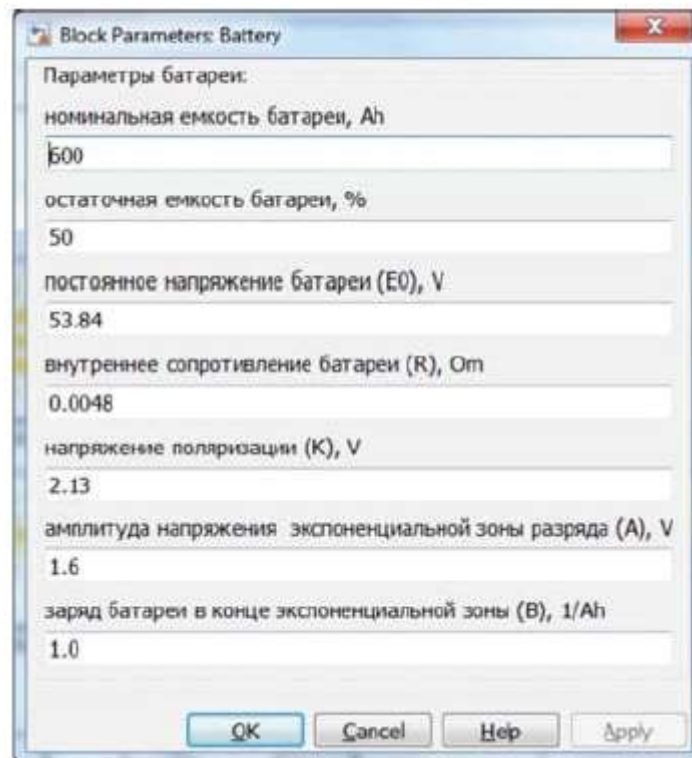 Block Parameters: Battery
Параметры батареи:
номинальная емкость батареи, Ah
600
остаточная емкость батареи, %
50
постоянное напряжение батареи (E0), V
53.84
внутреннее сопротивление батареи (R), Om
0.0048
напряжение поляризации (K), V
2.13
амплитуда напряжения экспоненциальной зоны разряда (A), V
1.6
заряд батареи в конце экспоненциальной зоны (B), 1/Ah
1.0
OK Cancel Help Apply